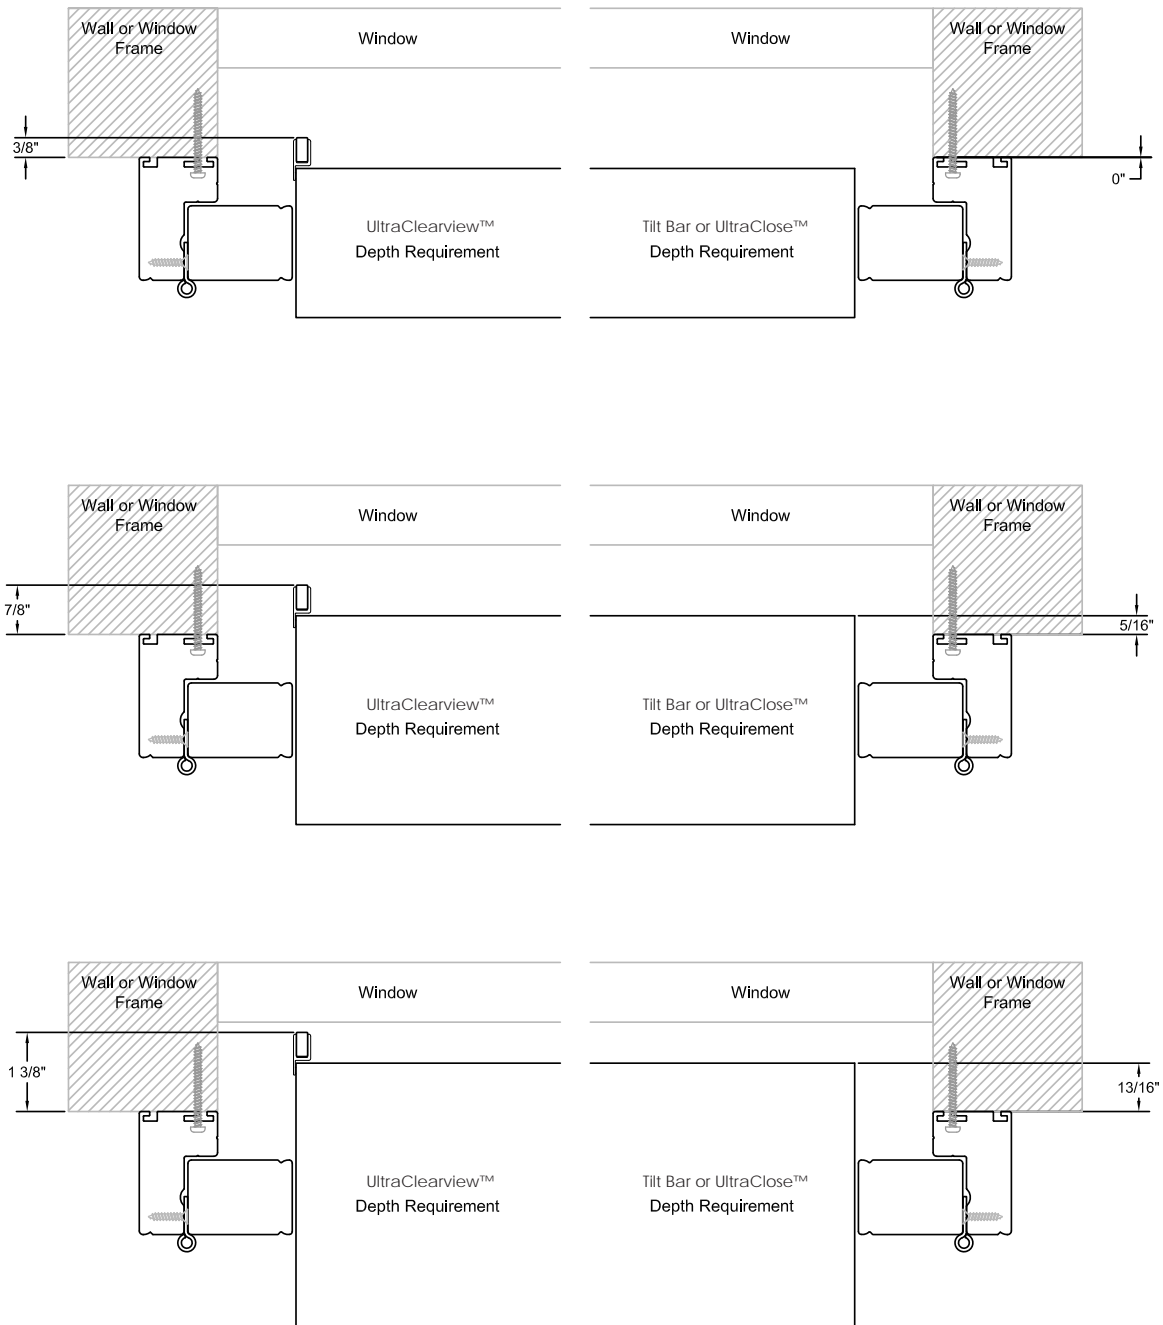 Wall or Window
Frame
Window
Window
Wall or Window
Frame
3/8"
0"
UltraClearview™
Depth Requirement
Tilt Bar or UltraClose™
Depth Requirement
Wall or Window
Frame
Window
Window
Wall or Window
Frame
7/8"
5/16"
UltraClearview™
Depth Requirement
Tilt Bar or UltraClose™
Depth Requirement
Wall or Window
Frame
Window
Window
Wall or Window
Frame
1 3/8"
13/16"
UltraClearview™
Depth Requirement
Tilt Bar or UltraClose™
Depth Requirement